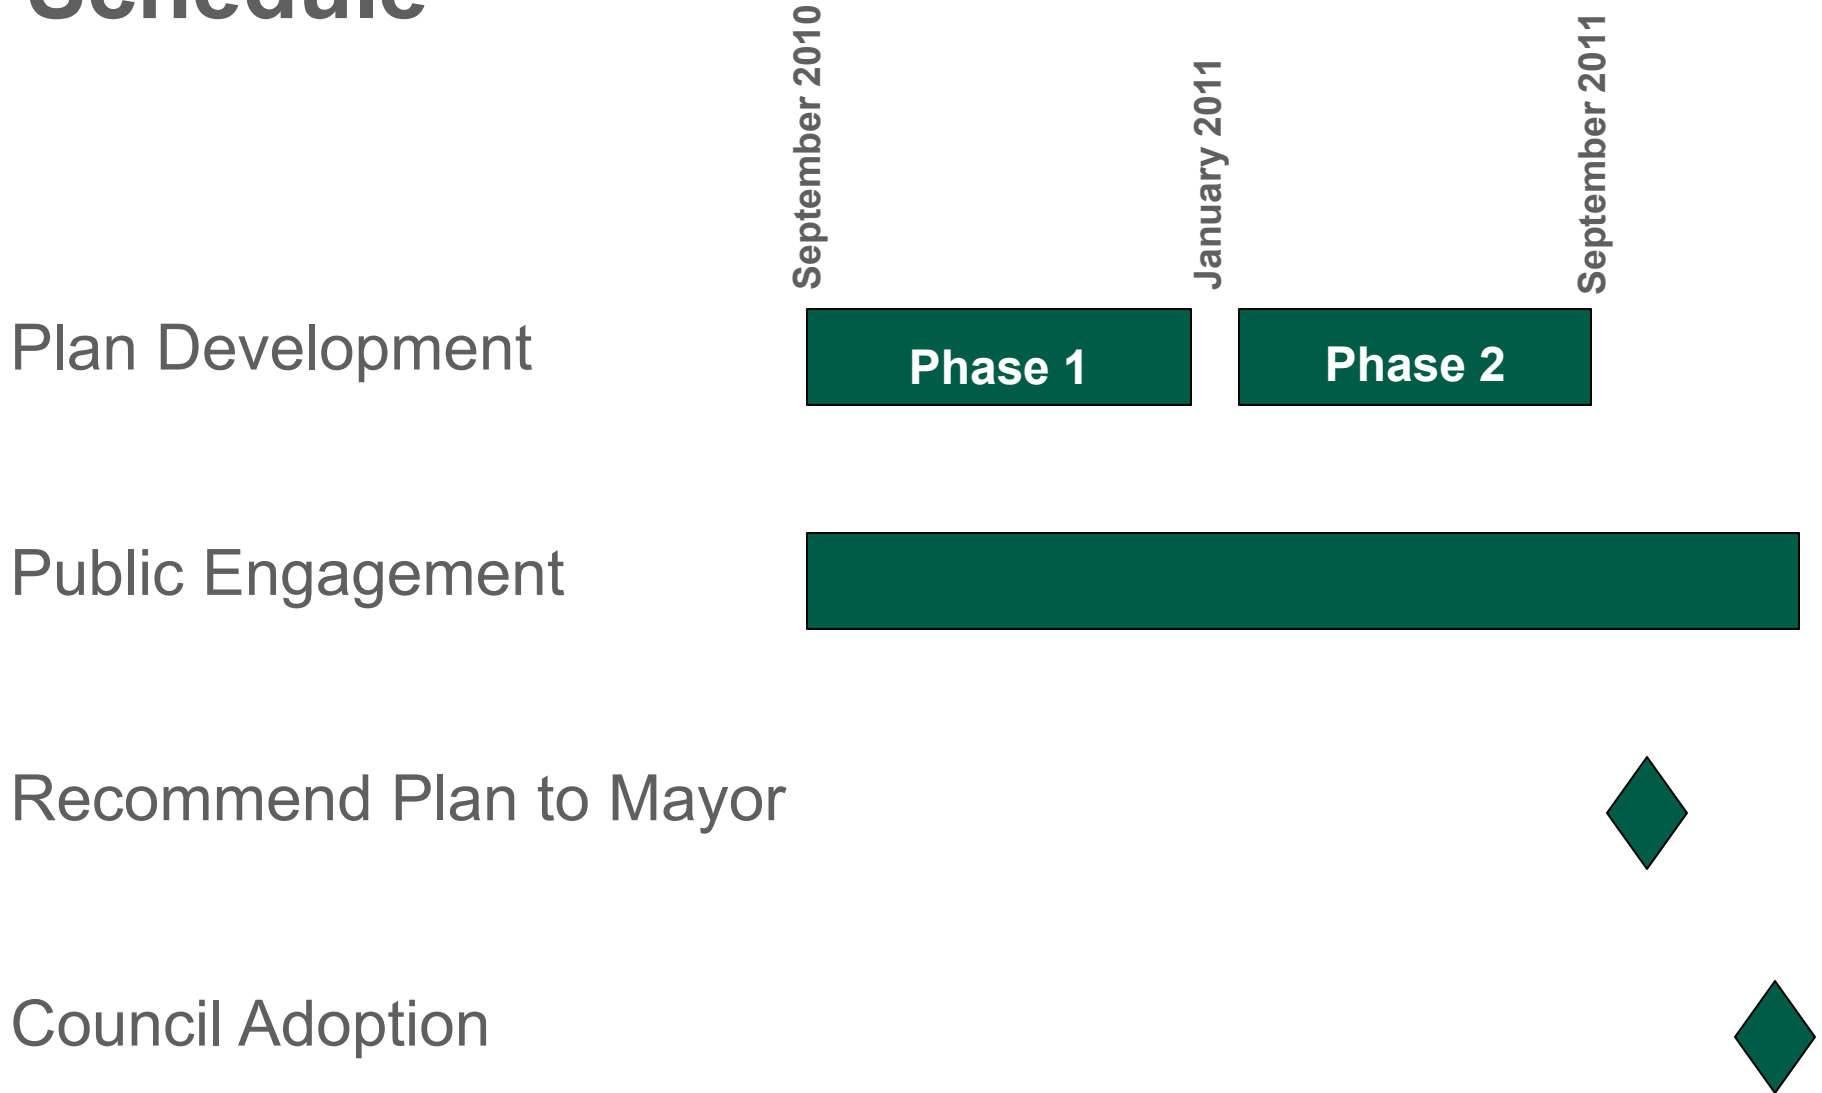 Schedule
September 2010
January 2011
September 2011
Plan Development
Phase 1
Phase 2
Public Engagement
Recommend Plan to Mayor
Council Adoption